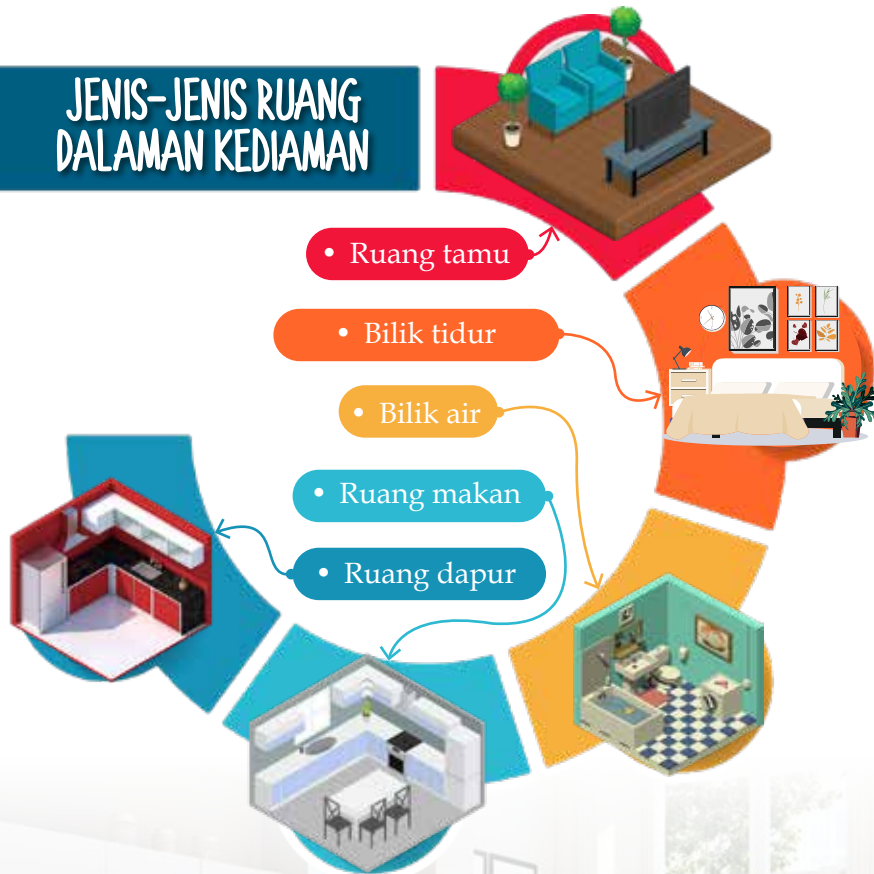 JENIS-JENIS RUANG
DALAMAN KEDIAMAN
• Ruang tamu
• Bilik tidur
• Bilik air
• Ruang makan
• Ruang dapur